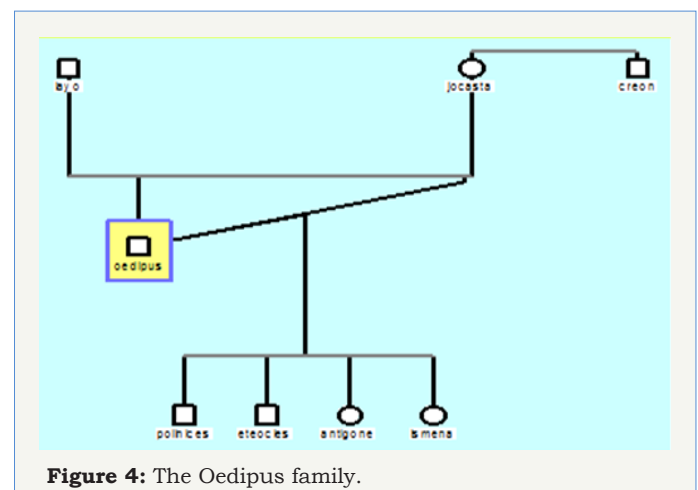 layo
jocasta
creon
oedipus
polinices
eteocles
antigone
ismena
Figure 4: The Oedipus family.